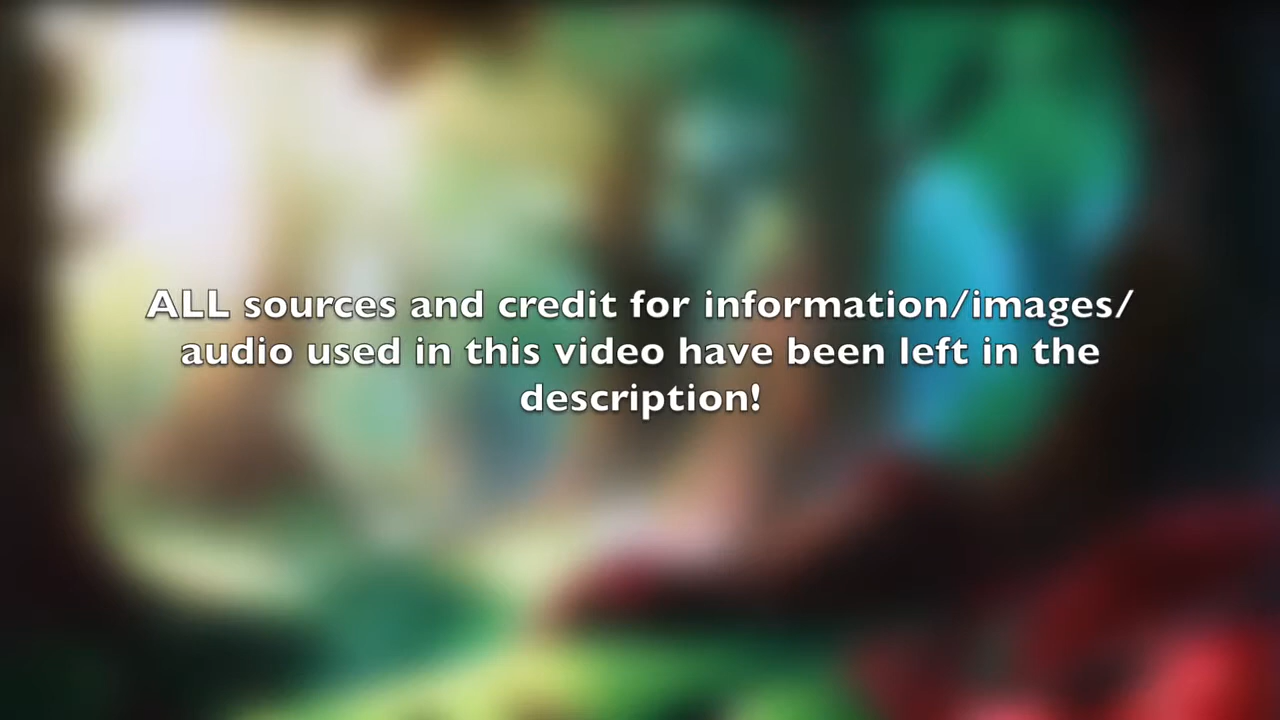 ALL sources and credit for information/images/
audio used in this video have been left in the
description!